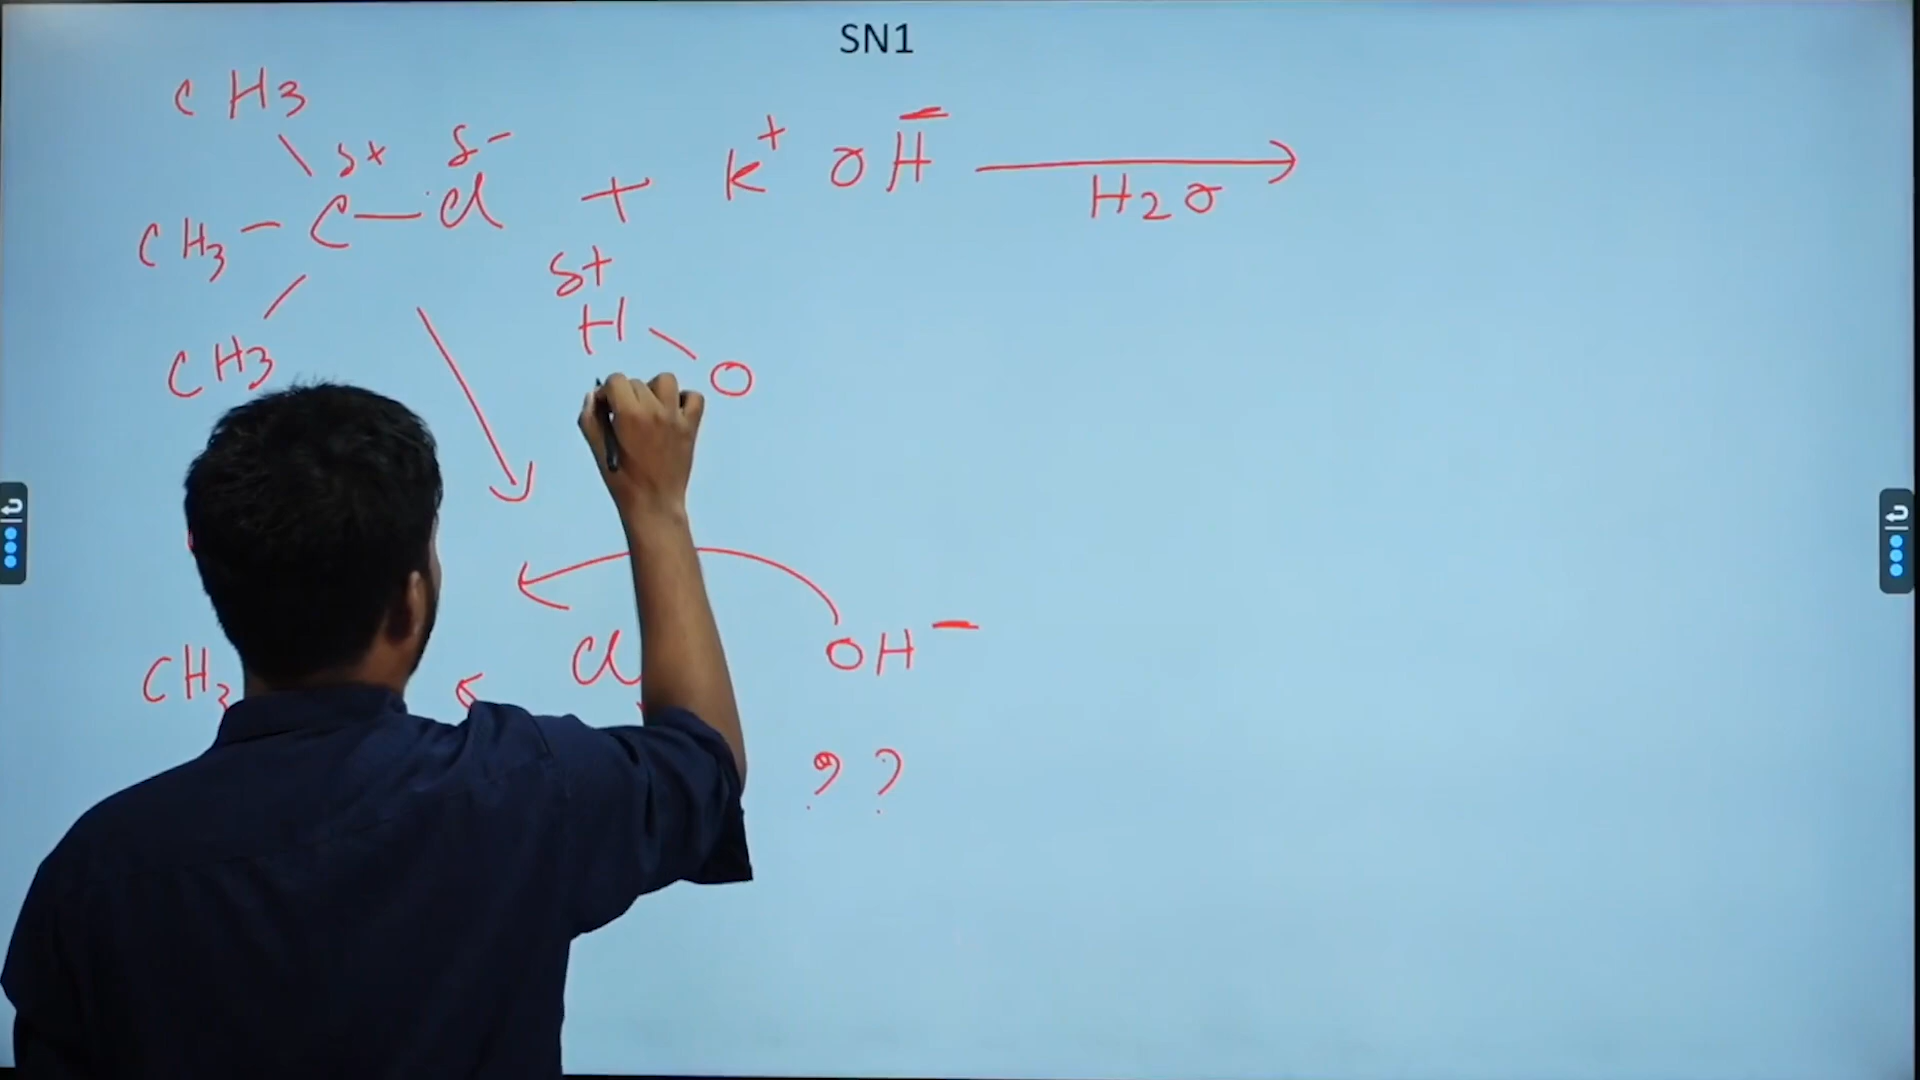 SN1
CH3
δ+ δ-
CH3 - C - Cl + K+ OH- H2O
CH3
δ+
H
O
OH-
Cl
CH3
? ?